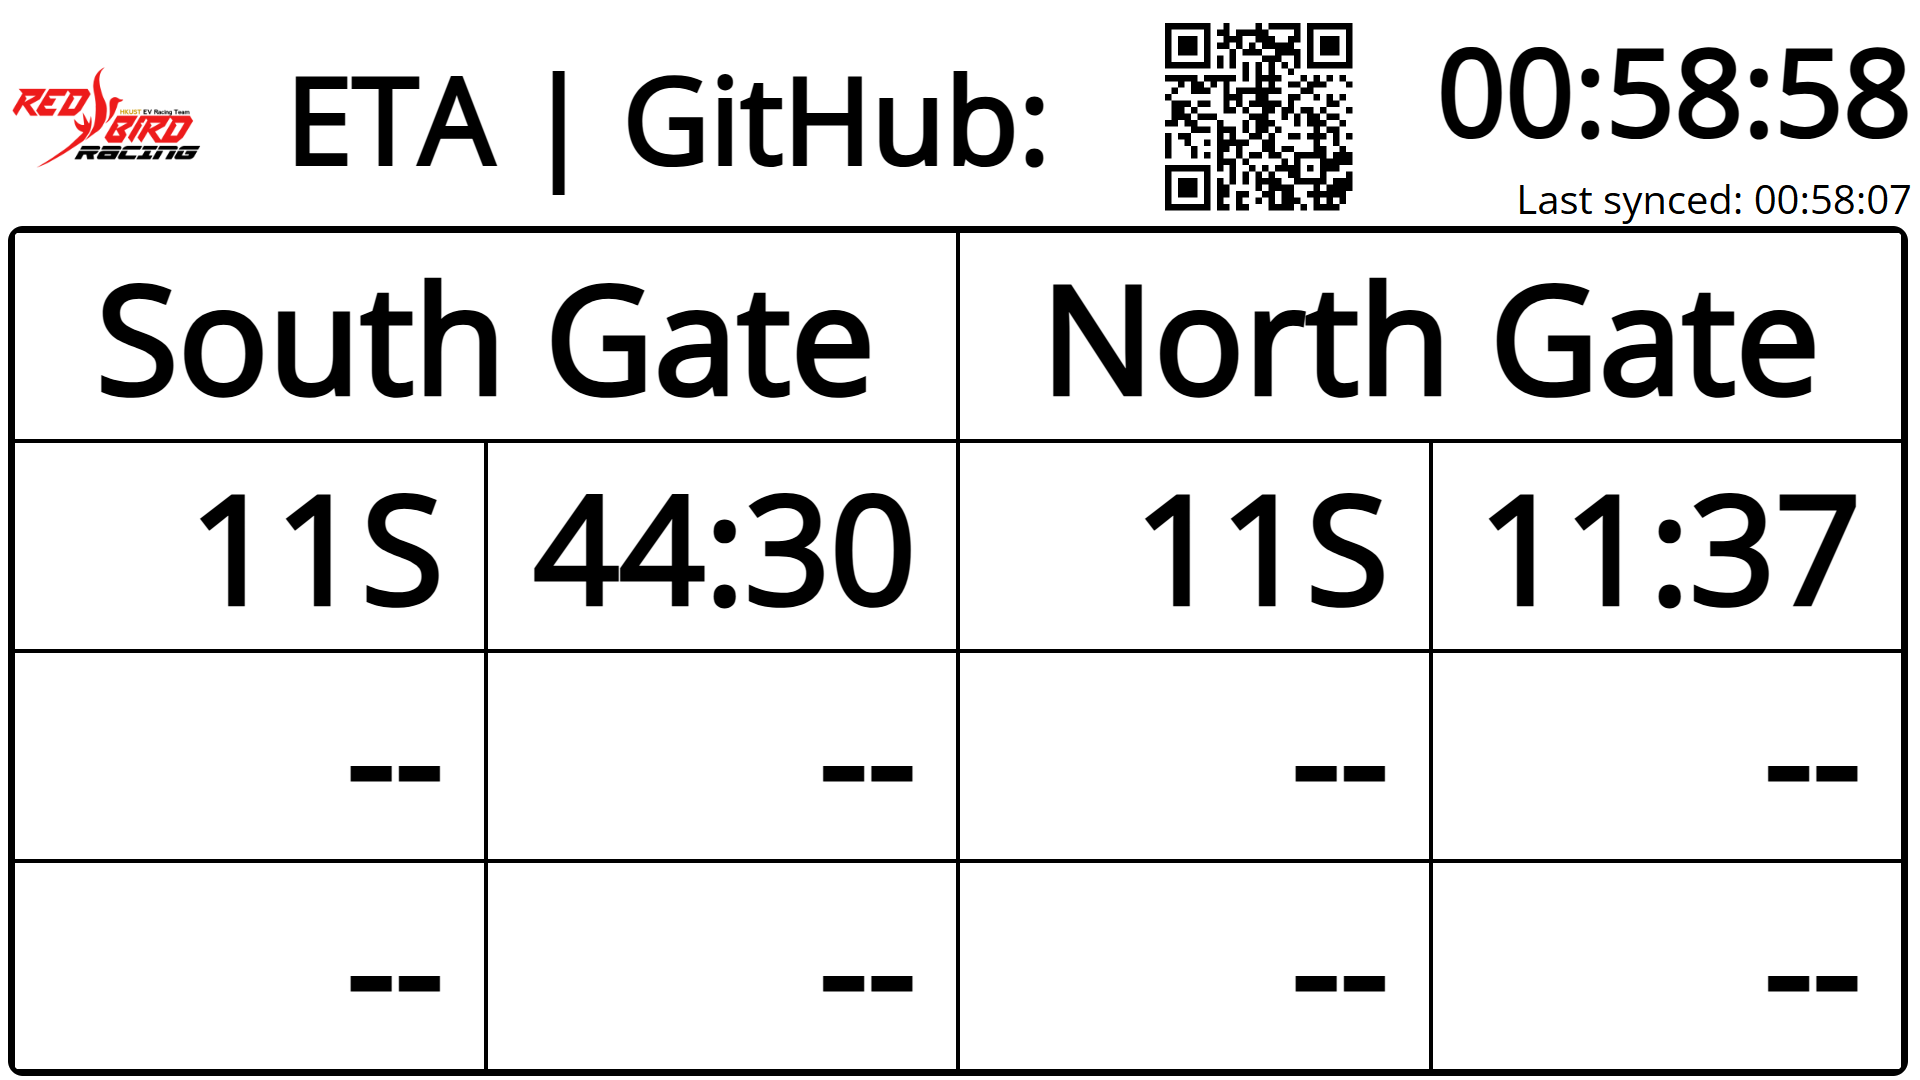 RED BIRD RACING
HKUST EV Racing Team
ETA | GitHub:
00:58:58
Last synced: 00:58:07
South Gate North Gate
11S 44:30 11S 11:37
-- -- -- --
-- -- -- --